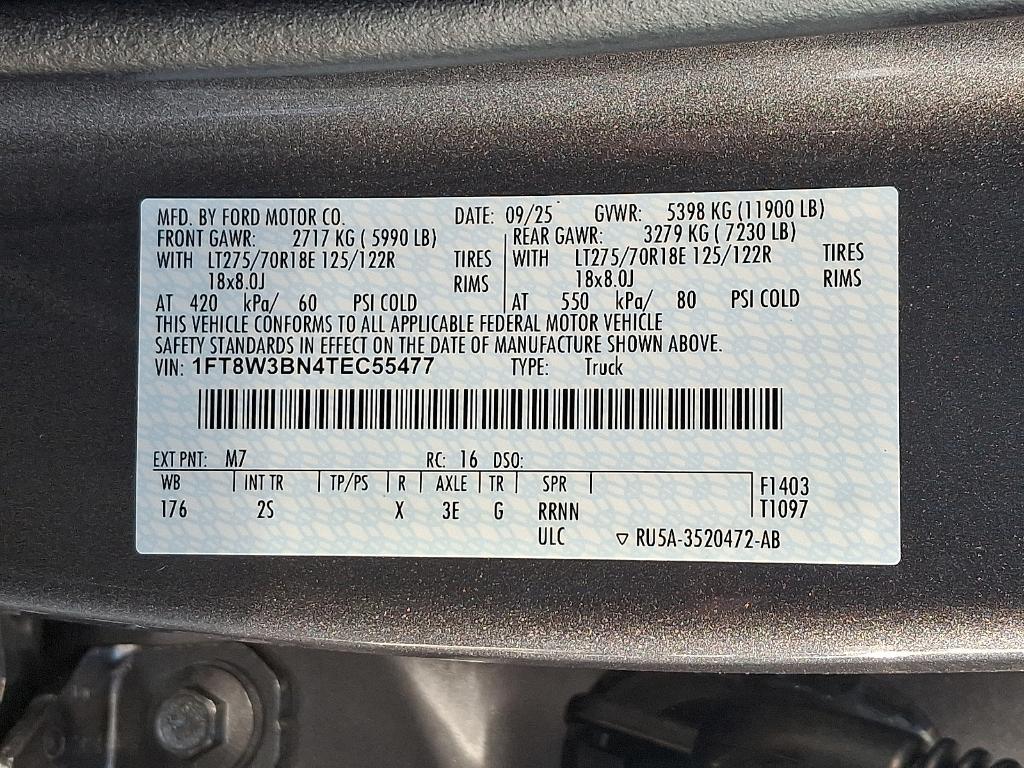 MFD. BY FORD MOTOR CO. DATE: 09/25 GVWR: 5398 KG (11900 LB)
FRONT GAWR: 2717 KG ( 5990 LB) REAR GAWR: 3279 KG ( 7230 LB)
WITH LT275/70R18E 125/122R TIRES WITH LT275/70R18E 125/122R TIRES
18x8.0J RIMS 18x8.0J RIMS
AT 420 kPa/ 60 PSI COLD AT 550 kPa/ 80 PSI COLD
THIS VEHICLE CONFORMS TO ALL APPLICABLE FEDERAL MOTOR VEHICLE
SAFETY STANDARDS IN EFFECT ON THE DATE OF MANUFACTURE SHOWN ABOVE.
VIN: 1FT8W3BN4TEC55477 TYPE: Truck
EXT PNT: M7 RC: 16 DSO:
WB INT TR TP/PS R AXLE TR SPR F1403
176 2S X 3E G RRNN T1097
ULC ▽ RU5A-3520472-AB